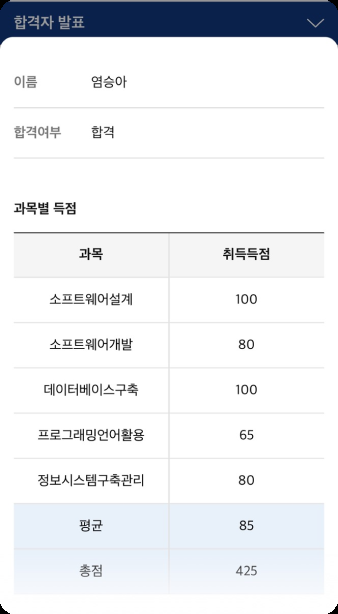 합격자 발표
이름 염승아
합격여부 합격
과목별 득점
과목 취득득점
소프트웨어설계 100
소프트웨어개발 80
데이터베이스구축 100
프로그래밍언어활용 65
정보시스템구축관리 80
평균 85
총점 425